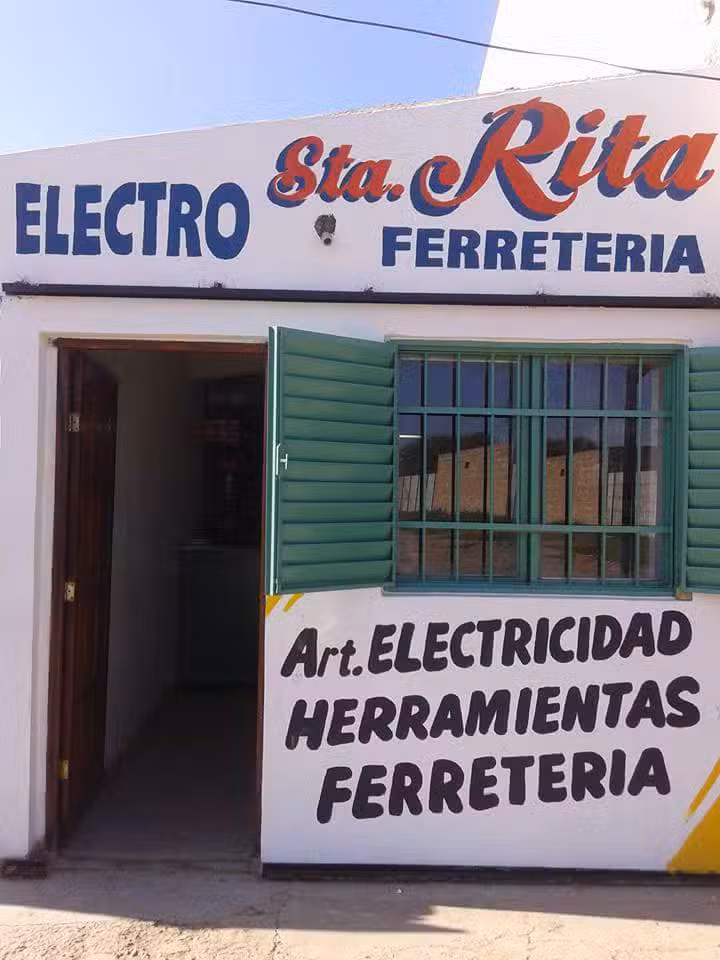 ELECTRO Sta. Rita
FERRETERIA
Art. ELECTRICIDAD
HERRAMIENTAS
FERRETERIA